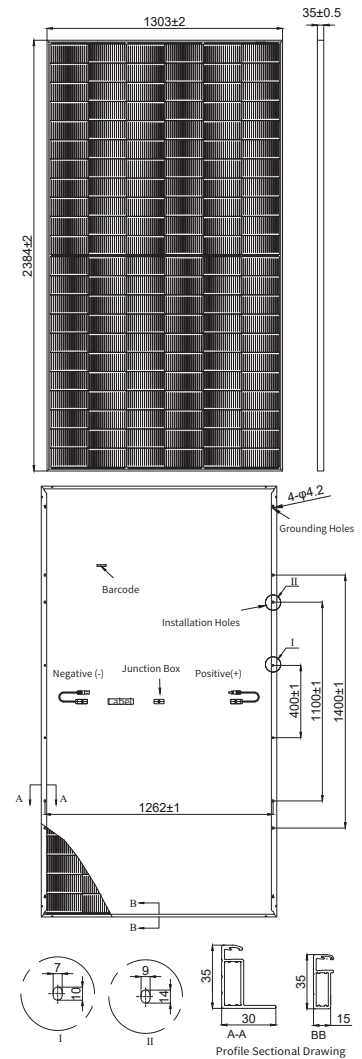 1303±2
35±0.5
2384±2
4-φ4.2
Grounding Holes
II
Barcode
Installation Holes
I
Negative (-)
Junction Box
Positive(+)
Label
400±1
1100±1
1400±1
A
A
1262±1
B
B
7
10
I
9
14
II
35
30
A-A
35
15
BB
Profile Sectional Drawing